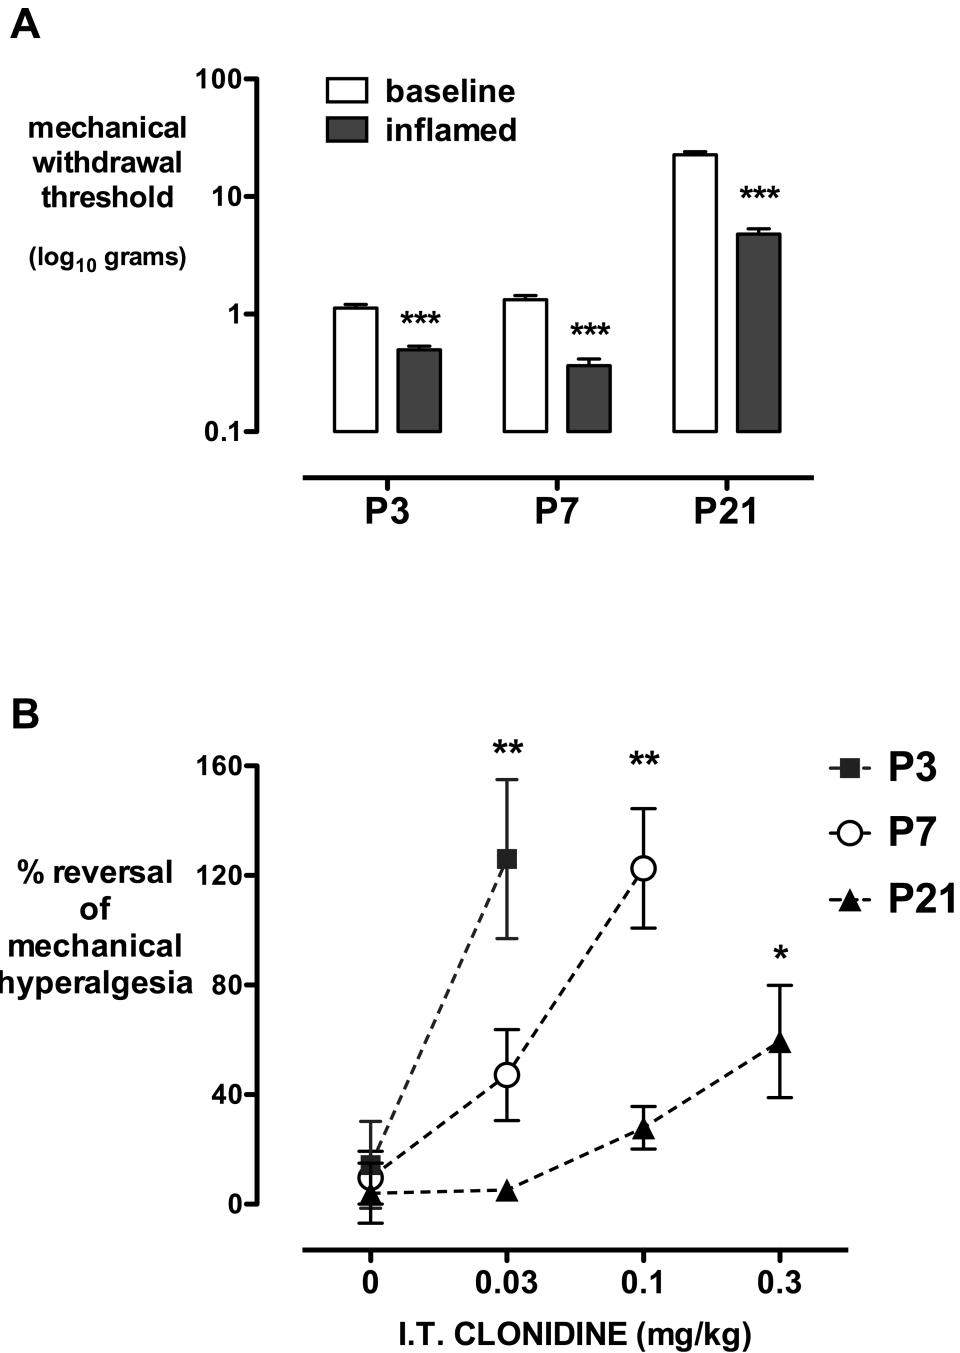 A
100
baseline
inflamed
mechanical
withdrawal
threshold
(log10 grams)
10
1
0.1
***
***
***
P3 P7 P21
B
160
120
80
40
0
% reversal
of
mechanical
hyperalgesia
**
**
*
P3
P7
P21
0 0.03 0.1 0.3
I.T. CLONIDINE (mg/kg)